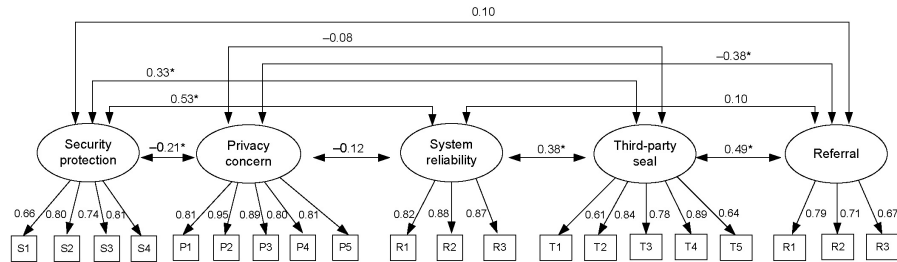 0.10
–0.08
–0.38*
0.33*
0.53*
0.10
Security
protection
–0.21*
Privacy
concern
–0.12
System
reliability
0.38*
Third-party
seal
0.49*
Referral
0.66 0.80 0.74 0.81 0.81 0.95 0.89 0.80 0.81 0.82 0.88 0.87 0.61 0.84 0.78 0.89 0.64 0.79 0.71 0.67
S1 S2 S3 S4 P1 P2 P3 P4 P5 R1 R2 R3 T1 T2 T3 T4 T5 R1 R2 R3